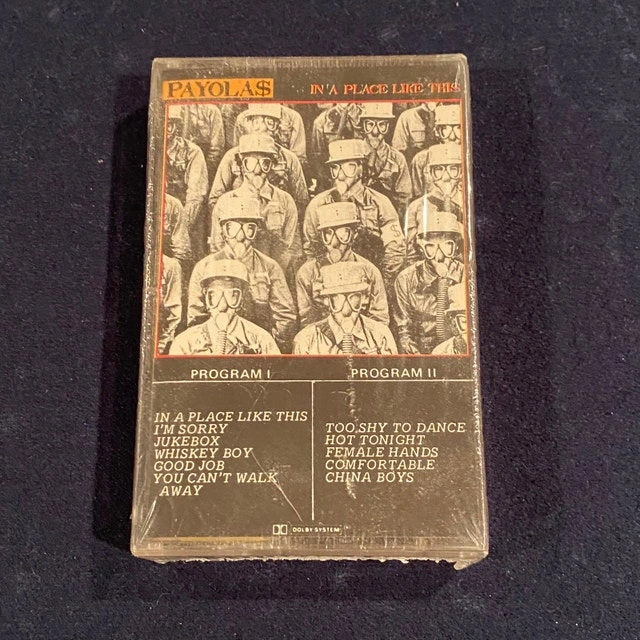 PAYOLA$ IN A PLACE LIKE THIS
PROGRAM I PROGRAM II
IN A PLACE LIKE THIS
I'M SORRY
JUKEBOX
WHISKEY BOY
GOOD JOB
YOU CAN'T WALK
AWAY
TOO SHY TO DANCE
HOT TONIGHT
FEMALE HANDS
COMFORTABLE
CHINA BOYS
DOLBY SYSTEM